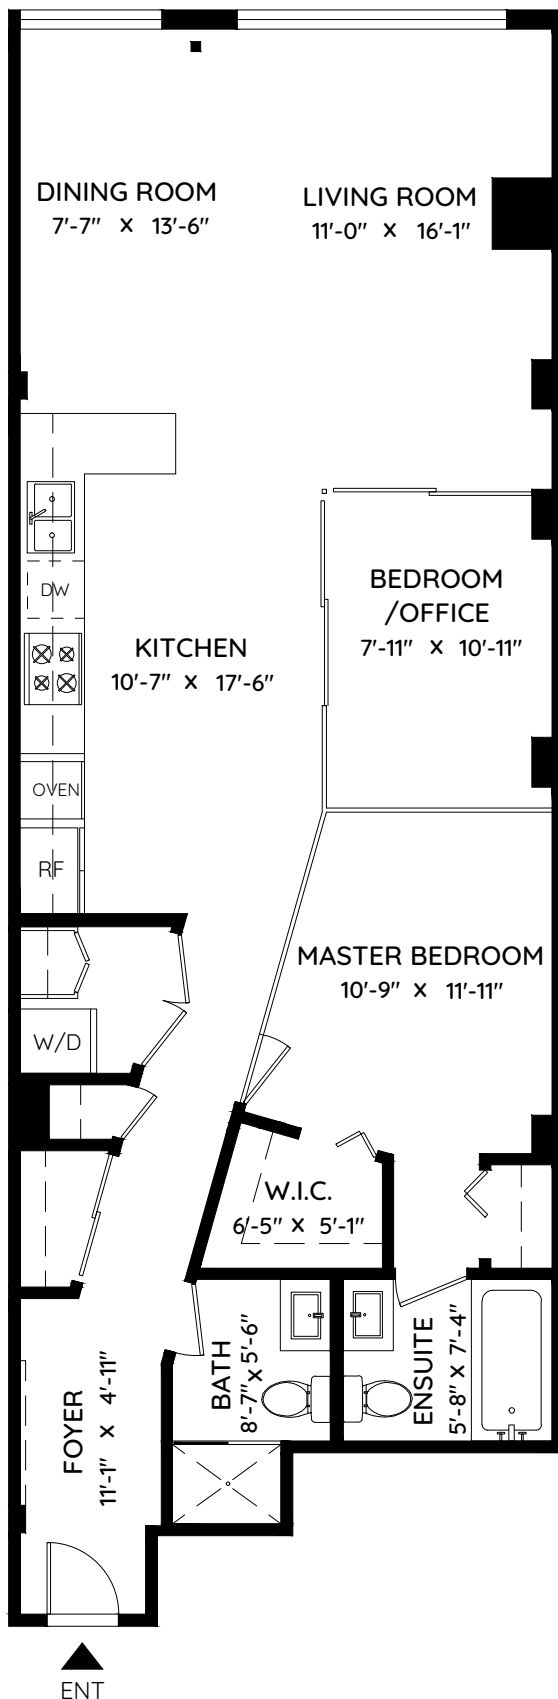 DINING ROOM
7'-7" X 13'-6"
LIVING ROOM
11'-0" X 16'-1"
DW
BEDROOM
/OFFICE
7'-11" X 10'-11"
KITCHEN
10'-7" X 17'-6"
OVEN
RF
MASTER BEDROOM
10'-9" X 11'-11"
W/D
W.I.C.
6'-5" X 5'-1"
BATH
8'-7" X 5'-6"
ENSUITE
5'-8" X 7'-4"
FOYER
11'-1" X 4'-11"
ENT